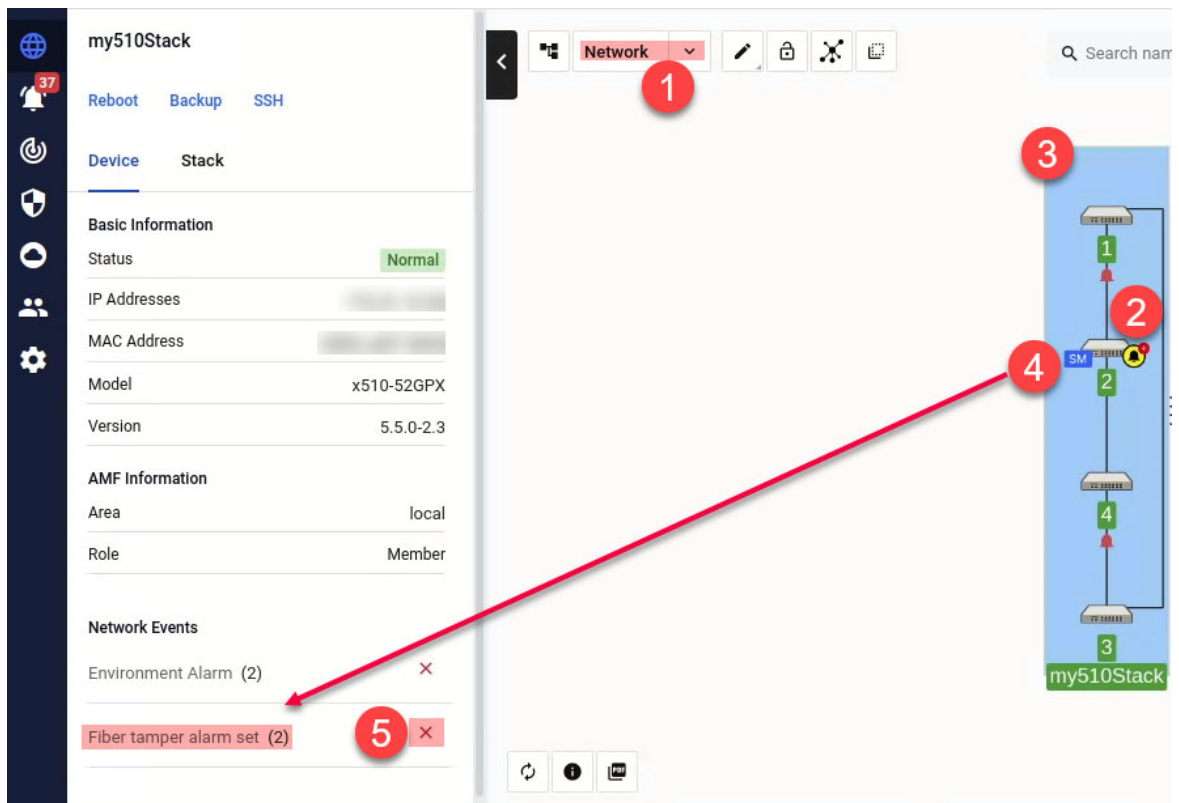 37
my510Stack
Reboot Backup SSH
Device Stack
Basic Information
Status Normal
IP Addresses
MAC Address
Model x510-52GPX
Version 5.5.0-2.3
AMF Information
Area local
Role Member
Network Events
Environment Alarm (2)
Fiber tamper alarm set (2)
5
Network
1
Search nam
3
1
2
SM
4
2
4
3
my510Stack
PDF